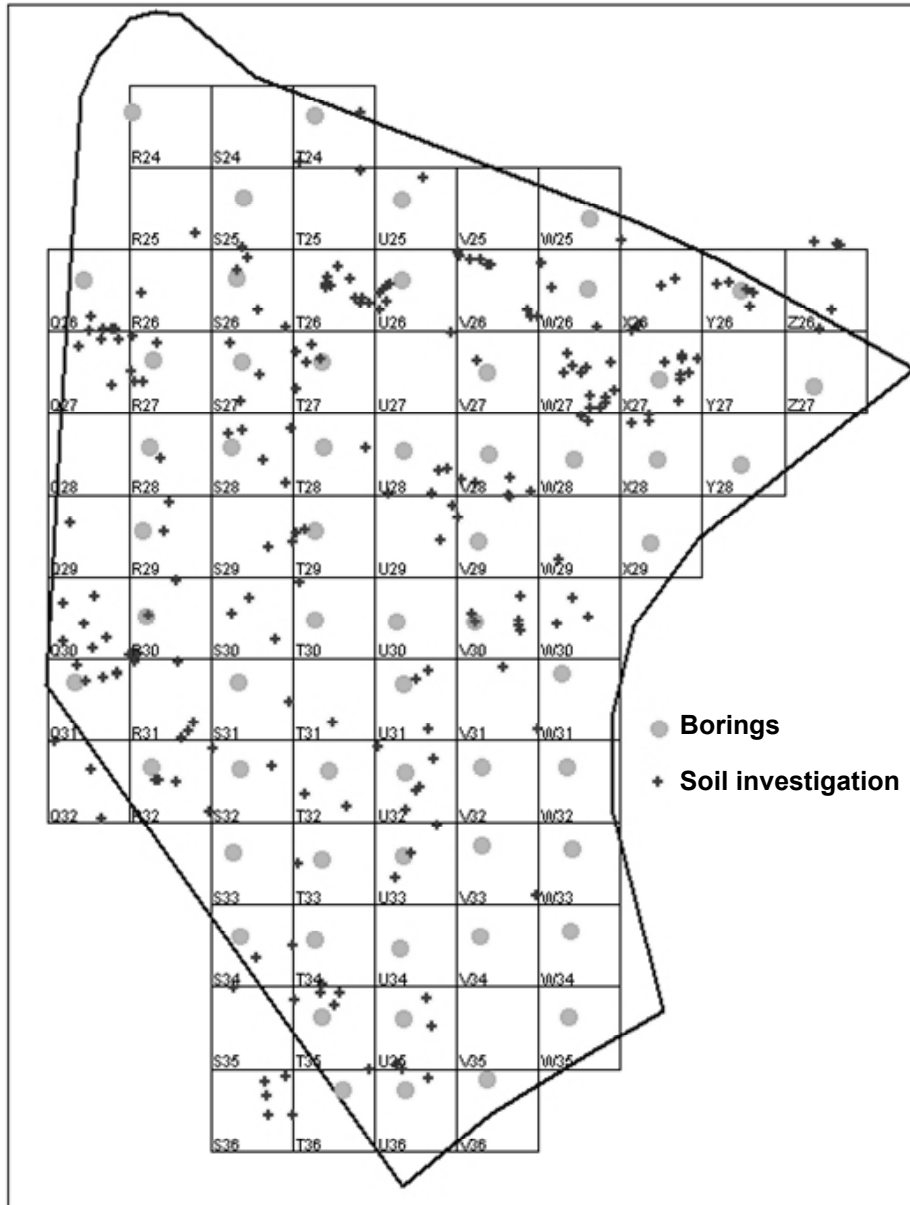 R24 S24 T24
R25 S25 T25 U25 V25 W25
Q26 R26 S26 T26 U26 V26 W26 X26 Y26 Z26
Q27 R27 S27 T27 U27 V27 W27 X27 Y27 Z27
Q28 R28 S28 T28 U28 V28 W28 X28 Y28
Q29 R29 S29 T29 U29 V29 W29 X29
Q30 R30 S30 T30 U30 V30 W30
Q31 R31 S31 T31 U31 V31 W31
Borings
Soil investigation
Q32 R32 S32 T32 U32 V32 W32
S33 T33 U33 V33 W33
S34 T34 U34 V34 W34
S35 T35 U35 V35 W35
S36 T36 U36 V36